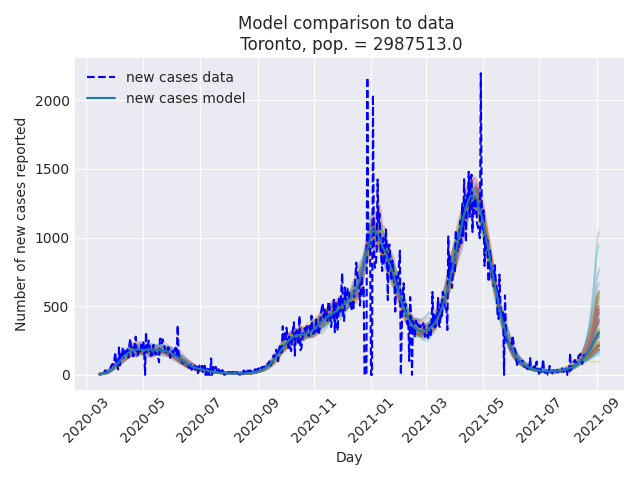 Model comparison to data
Toronto, pop. = 2987513.0
new cases data
new cases model
Number of new cases reported
2000
1500
1000
500
0
2020-03
2020-05
2020-07
2020-09
2020-11
2021-01
2021-03
2021-05
2021-07
2021-09
Day